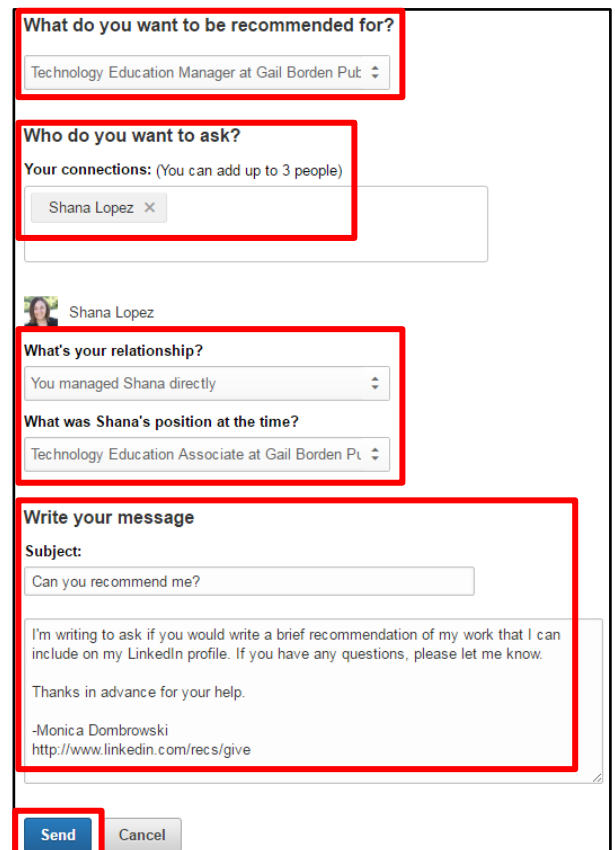 What do you want to be recommended for?
Technology Education Manager at Gail Borden Pub
Who do you want to ask?
Your connections: (You can add up to 3 people)
Shana Lopez ×
Shana Lopez
What's your relationship?
You managed Shana directly
What was Shana's position at the time?
Technology Education Associate at Gail Borden Pu
Write your message
Subject:
Can you recommend me?
I'm writing to ask if you would write a brief recommendation of my work that I can
include on my LinkedIn profile. If you have any questions, please let me know.
Thanks in advance for your help.
-Monica Dombrowski
http://www.linkedin.com/recs/give
Send Cancel